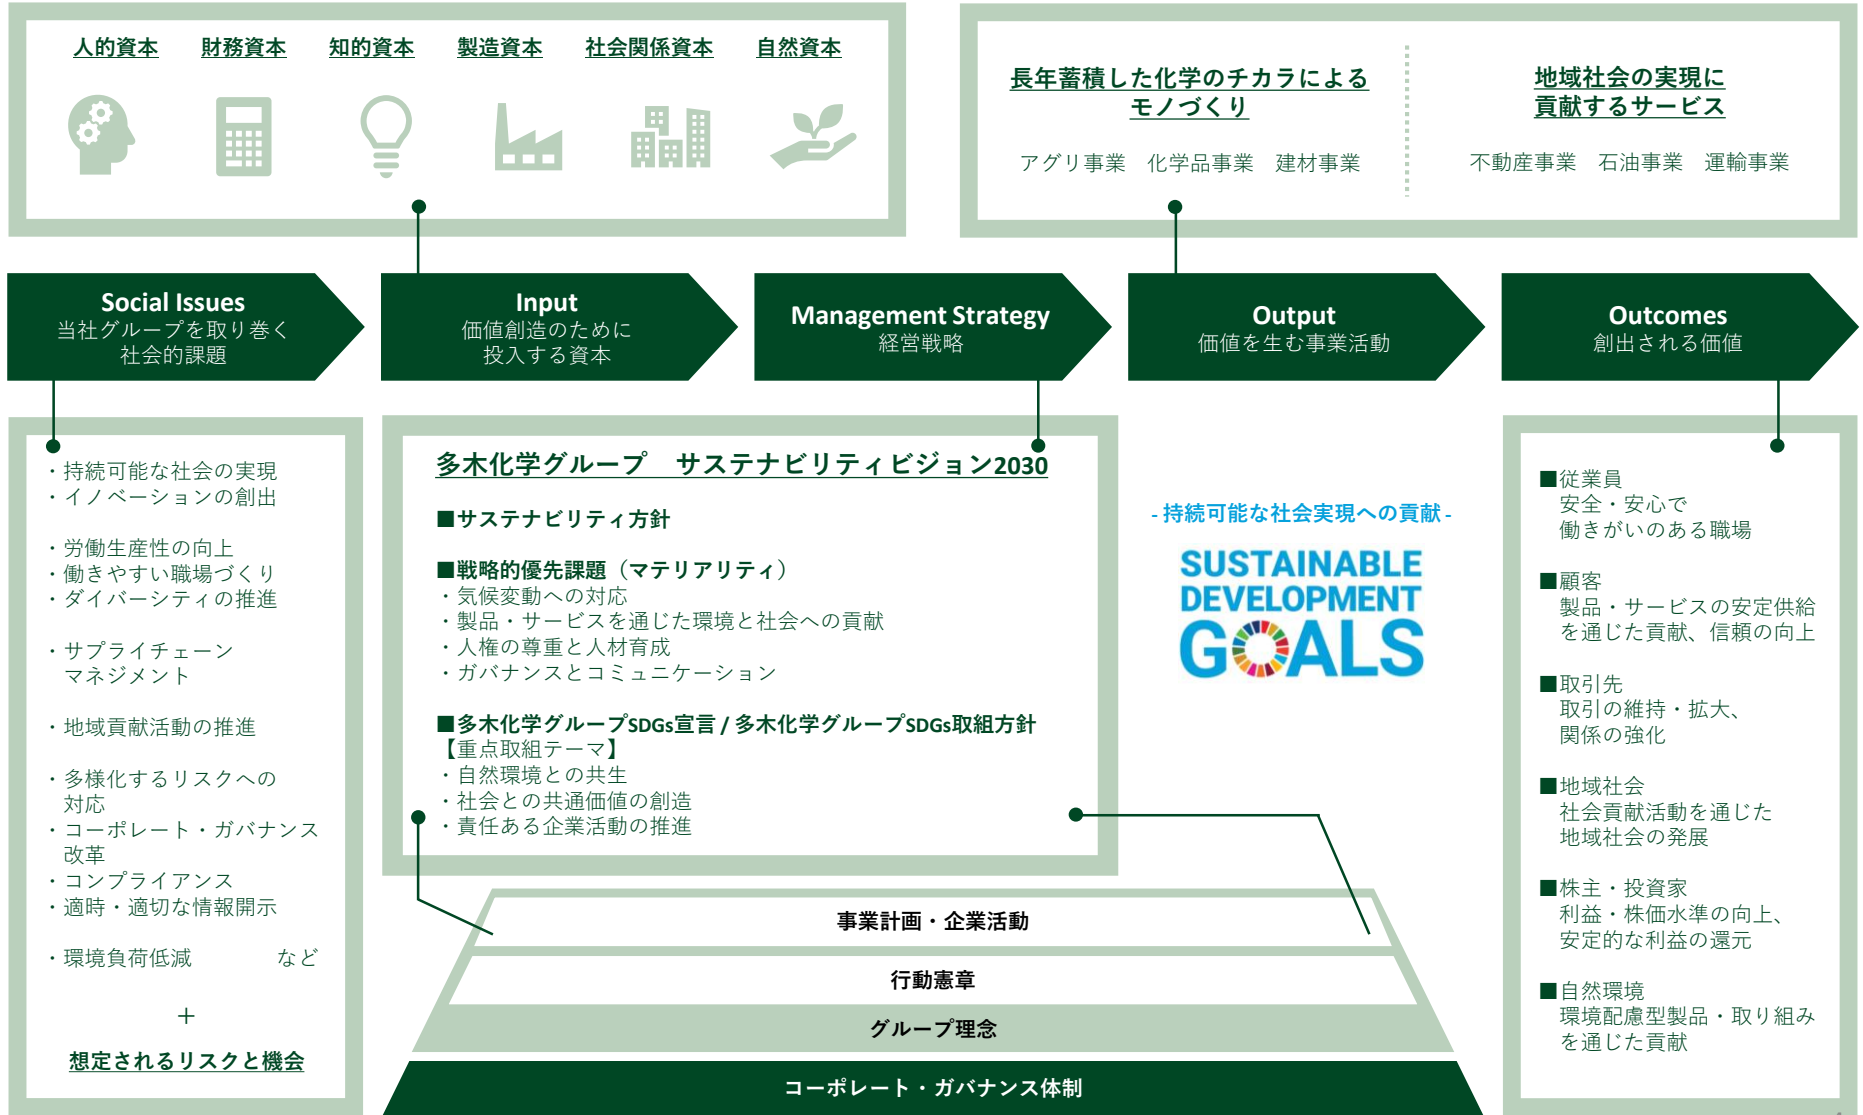 人的資本 財務資本 知的資本 製造資本 社会関係資本 自然資本
長年蓄積した化学のチカラによる
モノづくり
アグリ事業 化学品事業 建材事業
地域社会の実現に
貢献するサービス
不動産事業 石油事業 運輸事業
Social Issues
当社グループを取り巻く
社会的課題
Input
価値創造のために
投入する資本
Management Strategy
経営戦略
Output
価値を生む事業活動
Outcomes
創出される価値
・持続可能な社会の実現
・イノベーションの創出
・労働生産性の向上
・働きやすい職場づくり
・ダイバーシティの推進
・サプライチェーン
マネジメント
・地域貢献活動の推進
・多様化するリスクへの
対応
・コーポレート・ガバナンス
改革
・コンプライアンス
・適時・適切な情報開示
・環境負荷低減 など
＋
想定されるリスクと機会
多木化学グループ サステナビリティビジョン2030
■サステナビリティ方針
■戦略的優先課題（マテリアリティ）
・気候変動への対応
・製品・サービスを通じた環境と社会への貢献
・人権の尊重と人材育成
・ガバナンスとコミュニケーション
■多木化学グループSDGs宣言 / 多木化学グループSDGs取組方針
【重点取組テーマ】
・自然環境との共生
・社会との共通価値の創造
・責任ある企業活動の推進
事業計画・企業活動
行動憲章
グループ理念
コーポレート・ガバナンス体制
- 持続可能な社会実現への貢献 -
SUSTAINABLE
DEVELOPMENT
GOALS
■従業員
安全・安心で
働きがいのある職場
■顧客
製品・サービスの安定供給
を通じた貢献、信頼の向上
■取引先
取引の維持・拡大、
関係の強化
■地域社会
社会貢献活動を通じた
地域社会の発展
■株主・投資家
利益・株価水準の向上、
安定的な利益の還元
■自然環境
環境配慮型製品・取り組み
を通じた貢献